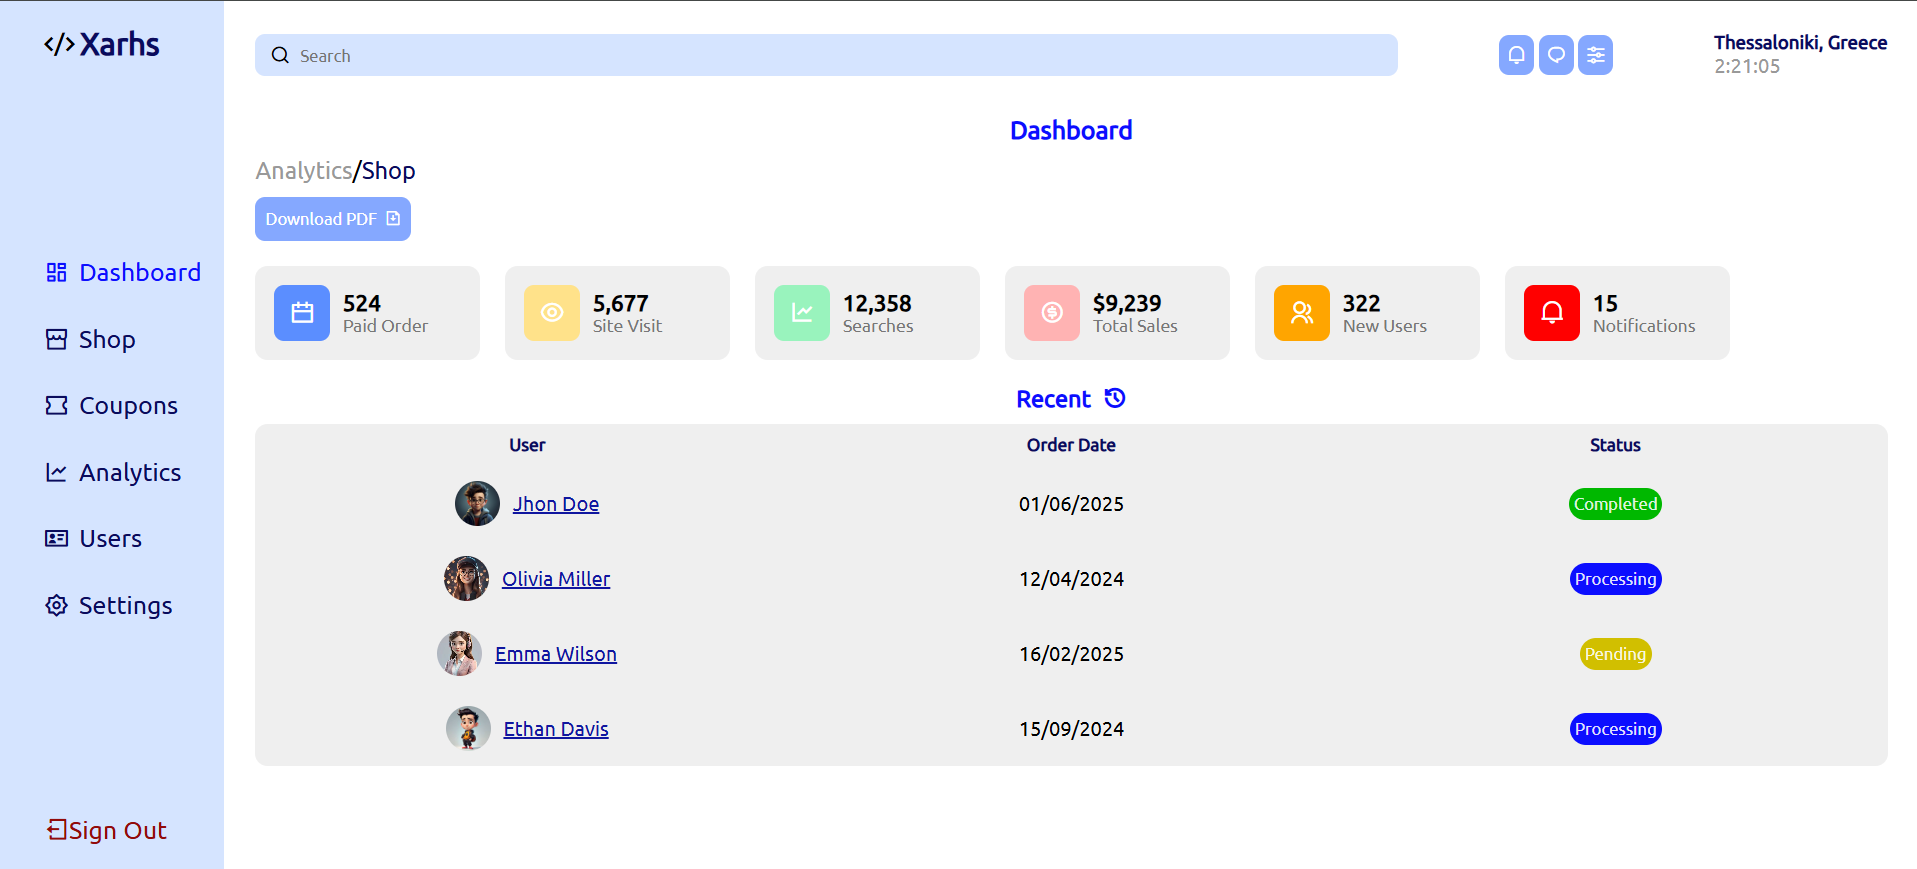 </> Xarhs
Search
Thessaloniki, Greece
2:21:05
Dashboard
Shop
Coupons
Analytics
Users
Settings
Sign Out
Dashboard
Analytics/Shop
Download PDF
524
Paid Order
5,677
Site Visit
12,358
Searches
$9,239
Total Sales
322
New Users
15
Notifications
Recent
User Order Date Status
Jhon Doe 01/06/2025 Completed
Olivia Miller 12/04/2024 Processing
Emma Wilson 16/02/2025 Pending
Ethan Davis 15/09/2024 Processing